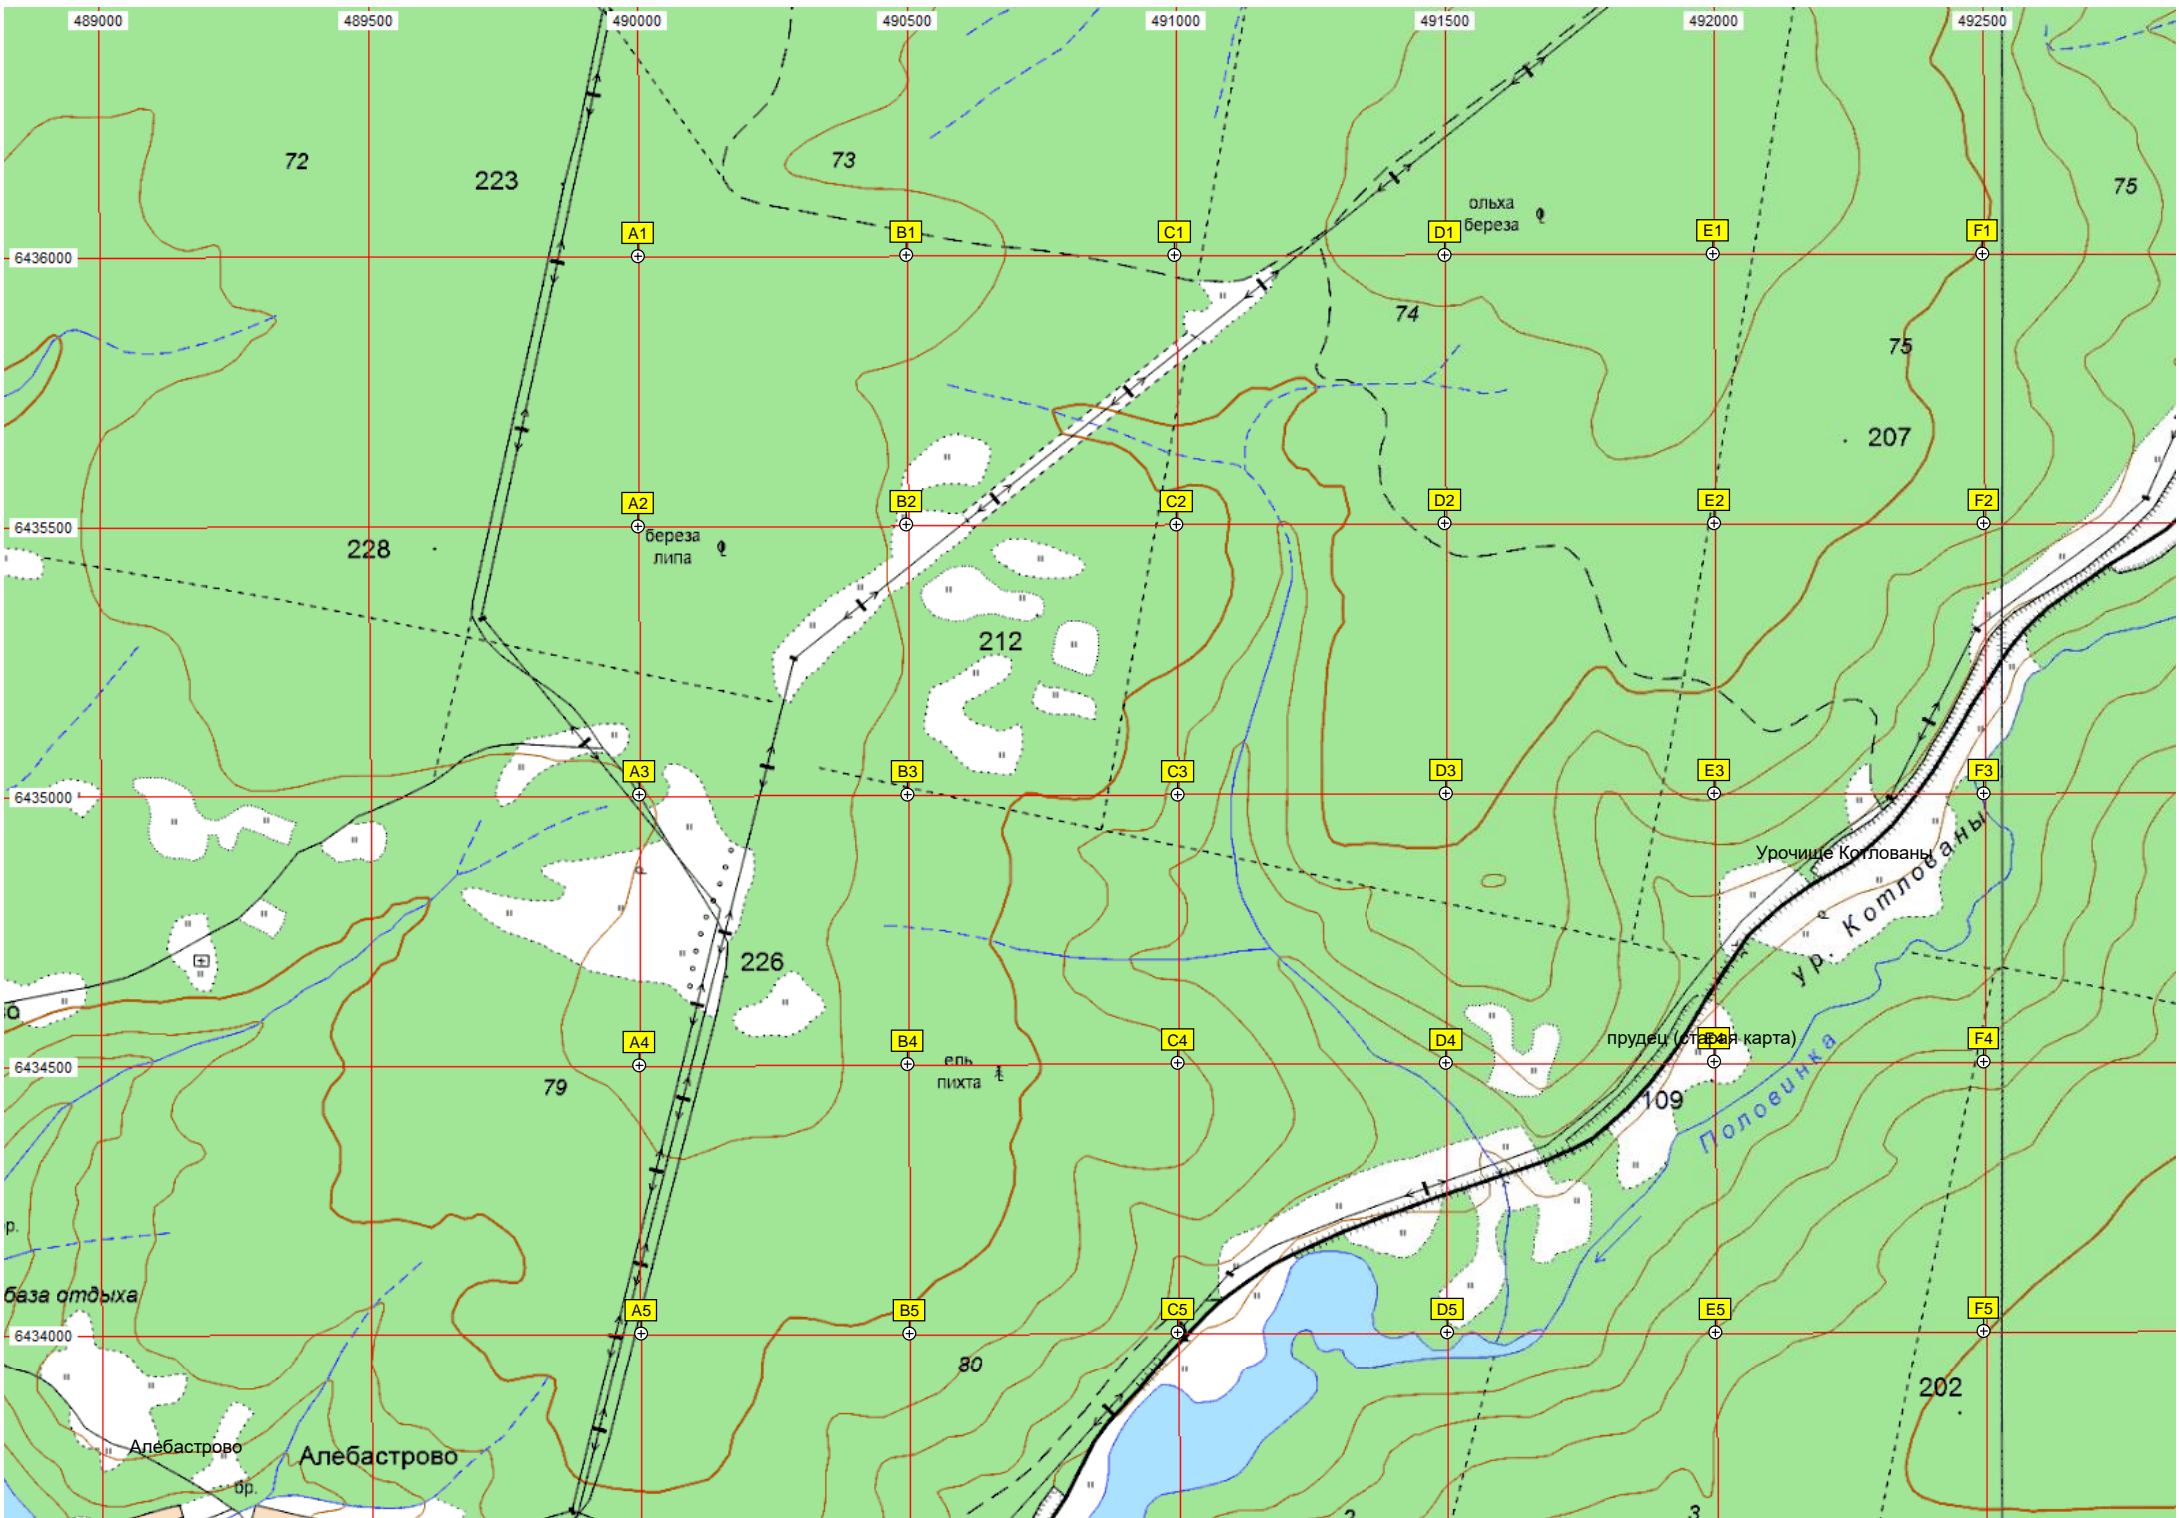 489000 489500 490000 490500 491000 491500 492000 492500
72
223
73
75
ольха
береза
A1 B1 C1 D1 E1 F1
6436000
74
75
207
A2 B2 C2 D2 E2 F2
6435500
228
береза
липа
212
A3 B3 C3 D3 E3 F3
6435000
р
Урочище Котлованы
ур. Котлованы
226
A4 B4 C4 D4 E4 F4
прудец (старая карта)
6434500
ель
пихта
79
109
Половинка
р.
база отдыха
A5 B5 C5 D5 E5 F5
6434000
80
202
Алебастрово
Алебастрово
бр.
2
3